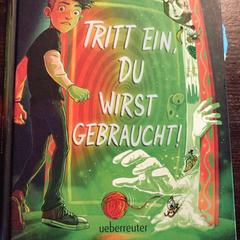 TRITT EIN,
DU
WIRST
GEBRAUCHT!
ueberreuter